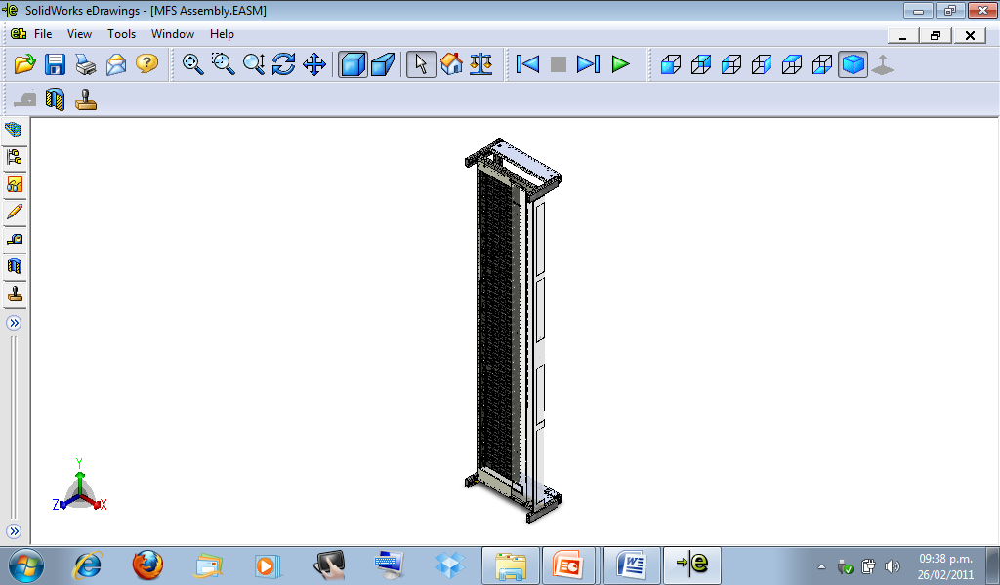 SolidWorks eDrawings - [MFS Assembly.EASM]
File View Tools Window Help
Y
Z X
09:38 p.m.
26/02/2011